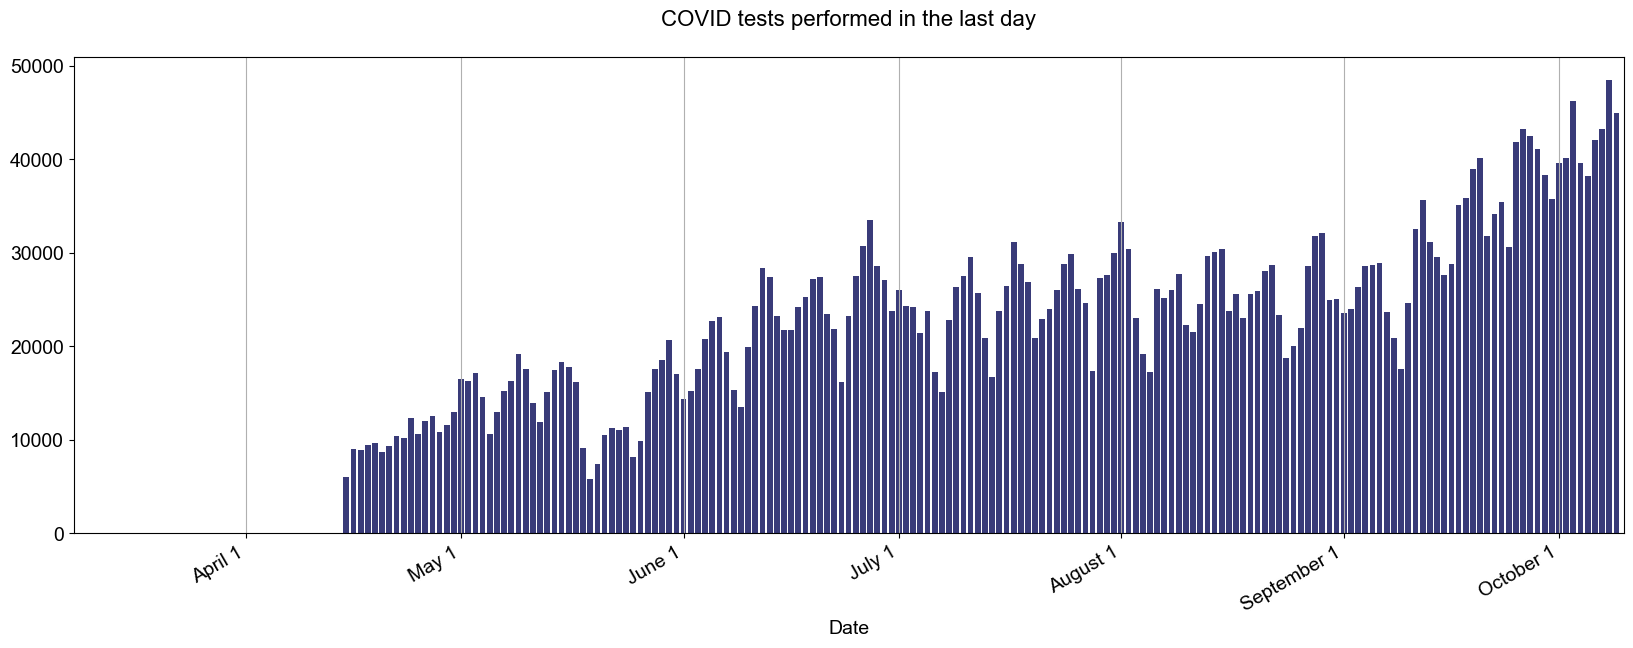 COVID tests performed in the last day
50000
40000
30000
20000
10000
0
April 1
May 1
June 1
July 1
August 1
September 1
October 1
Date